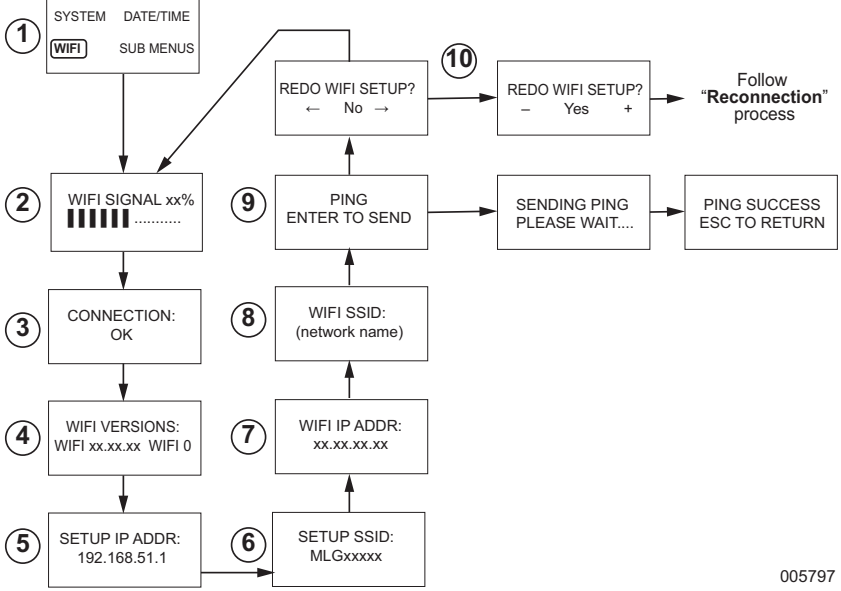 1
SYSTEM DATE/TIME
WIFI SUB MENUS
2
WIFI SIGNAL xx%
...........
3
CONNECTION:
OK
4
WIFI VERSIONS:
WIFI xx.xx.xx WIFI 0
5
SETUP IP ADDR:
192.168.51.1
6
SETUP SSID:
MLGxxxxx
7
WIFI IP ADDR:
xx.xx.xx.xx
8
WIFI SSID:
(network name)
9
PING
ENTER TO SEND
SENDING PING
PLEASE WAIT....
PING SUCCESS
ESC TO RETURN
REDO WIFI SETUP?
← No →
10
REDO WIFI SETUP?
– Yes +
Follow
“Reconnection”
process
005797